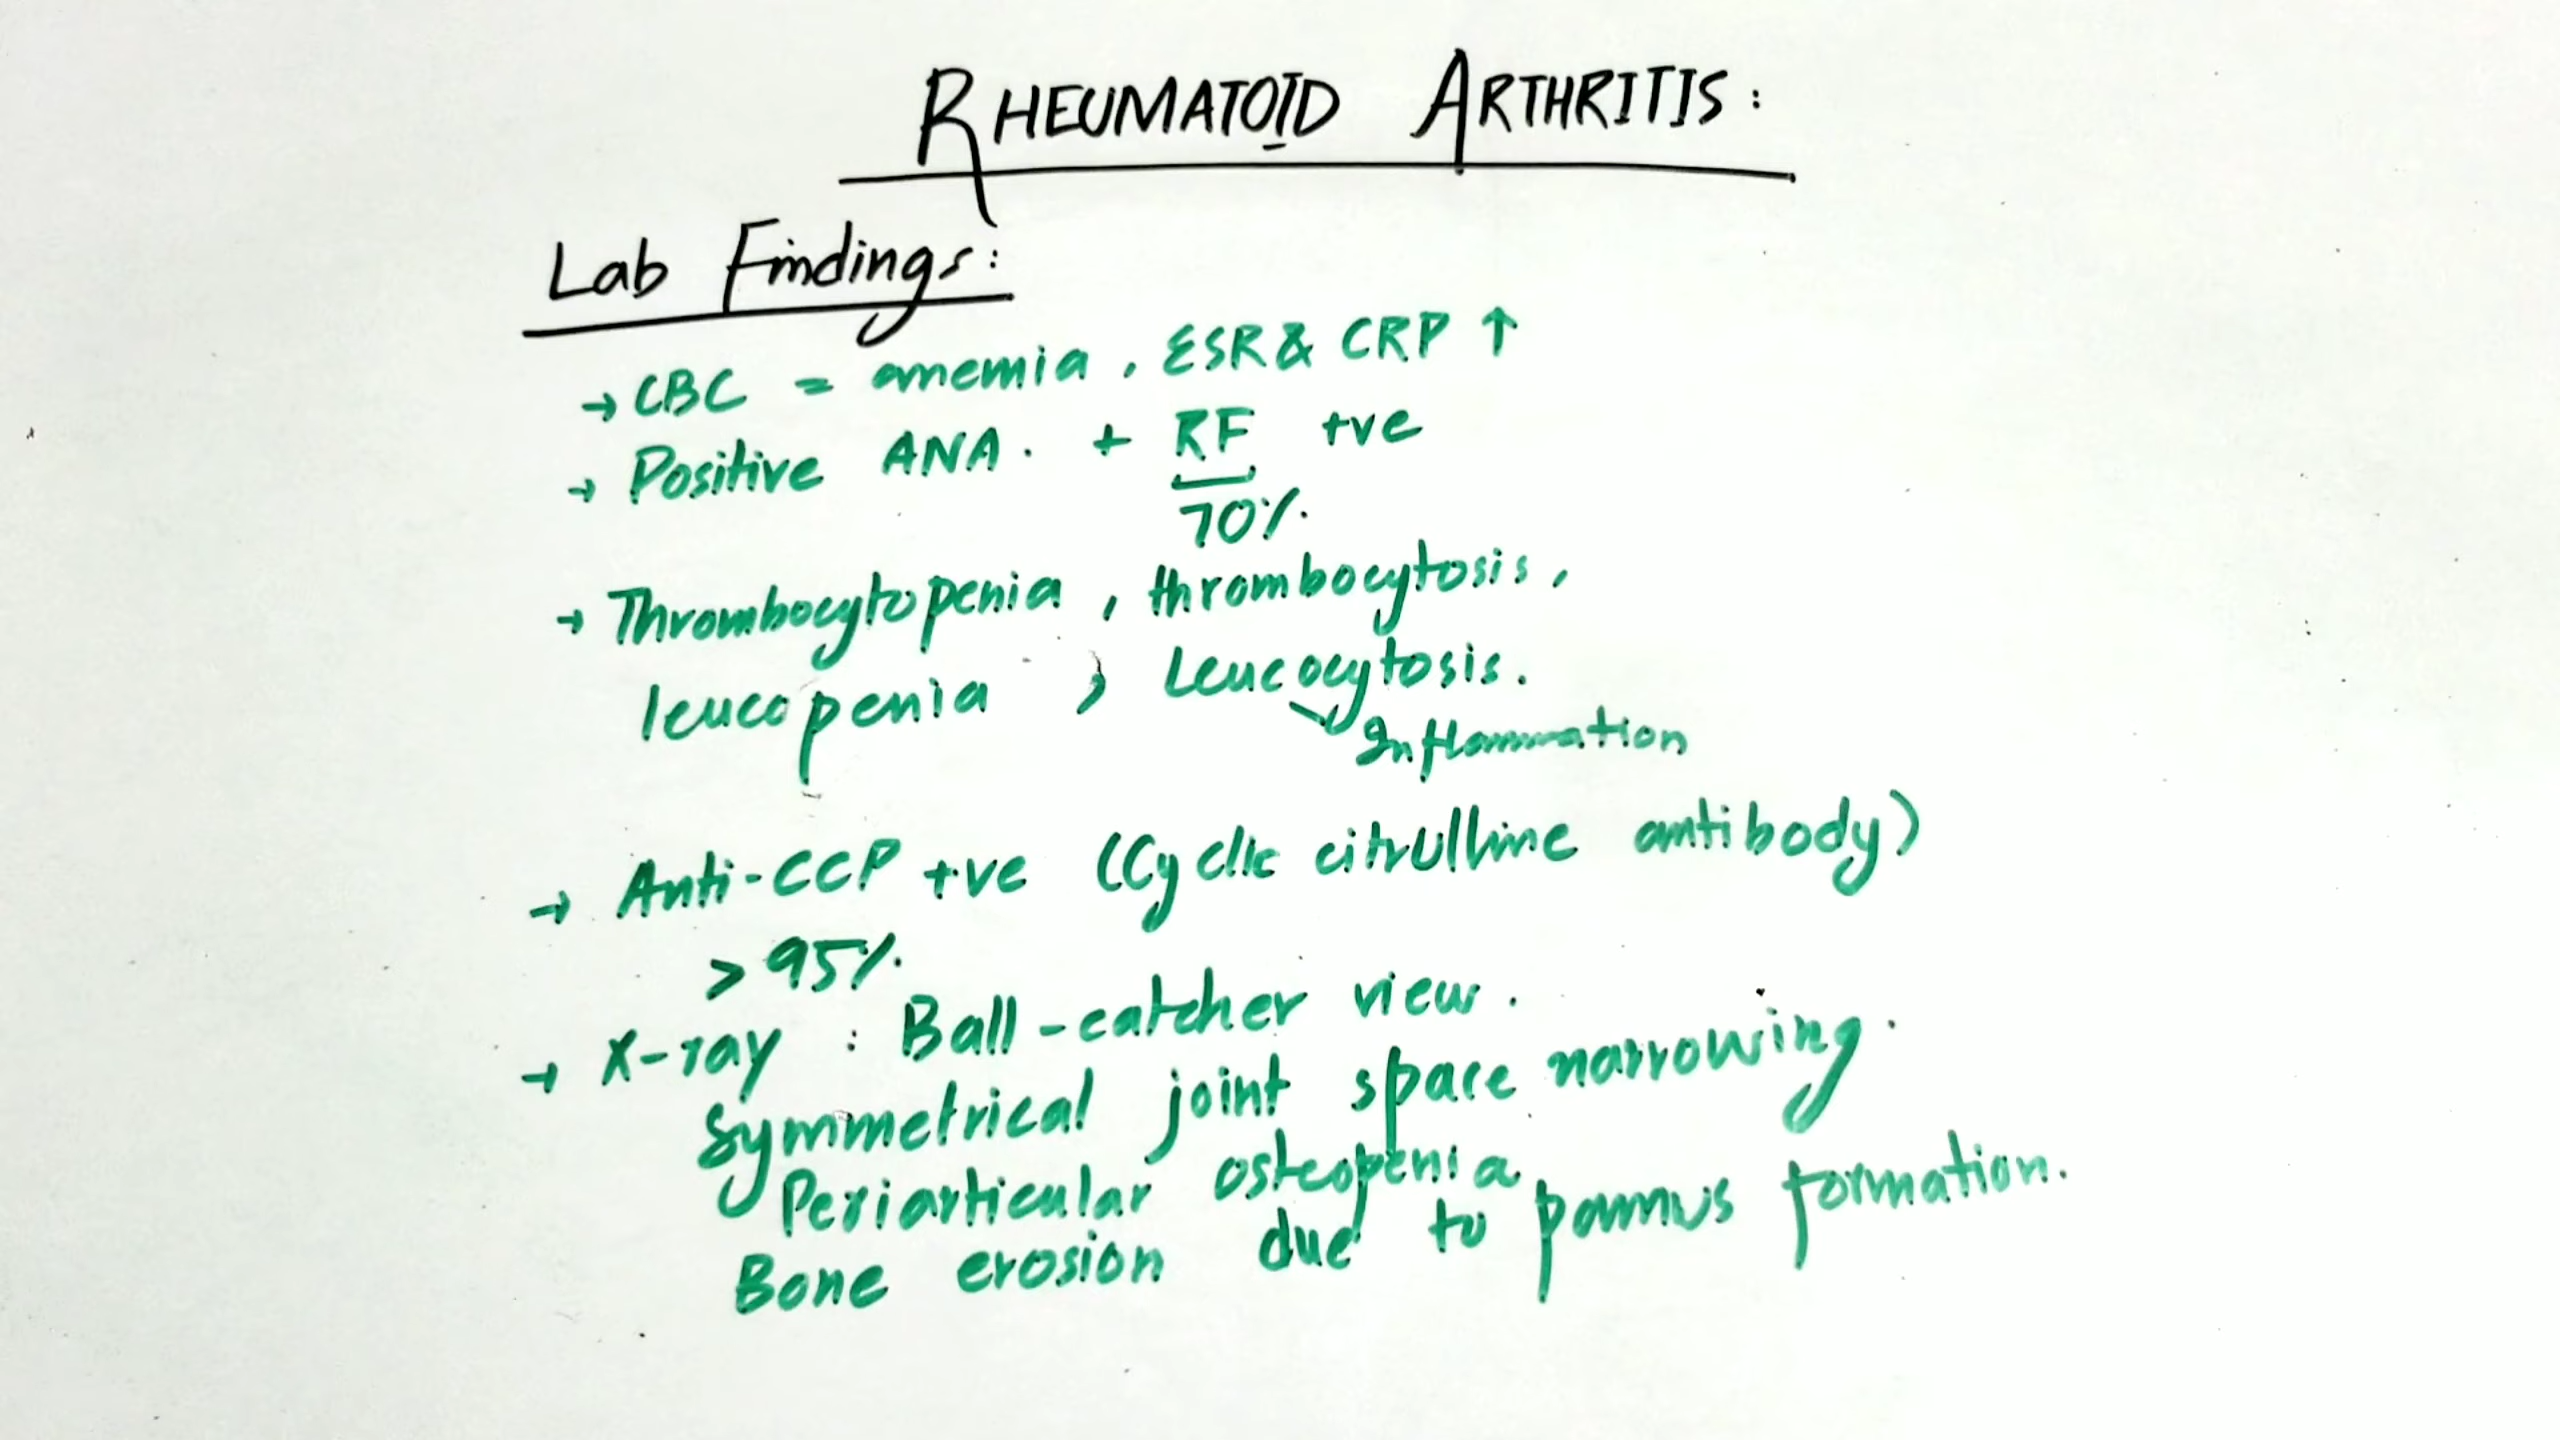 RHEUMATOID ARTHRITIS:
Lab Findings:
→ CBC = anemia, ESR & CRP ↑
→ Positive ANA. + RF +ve
70%.
→ Thrombocytopenia, thrombocytosis,
leucopenia, Leucocytosis.
Inflammation
→ Anti-CCP +ve (Cyclic citrulline antibody)
> 95%.
→ X-ray : Ball-catcher view.
Symmetrical joint space narrowing.
Periarticular osteopenia
Bone erosion due to pannus formation.